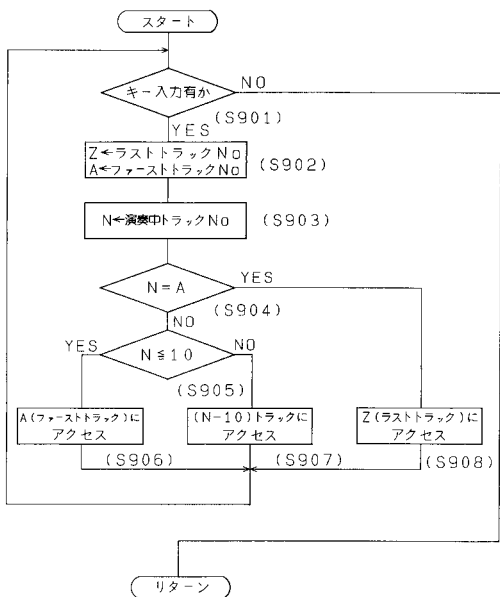 スタート
キー入力有か
NO
(S901)
YES
Z←ラストトラックNo
A←ファーストトラックNo
(S902)
N←演奏中トラックNo
(S903)
N=A
YES
(S904)
NO
YES
N≦10
NO
(S905)
A(ファーストトラック)に
アクセス
(N-10)トラックに
アクセス
Z(ラストトラック)に
アクセス
(S906)
(S907)
(S908)
リターン